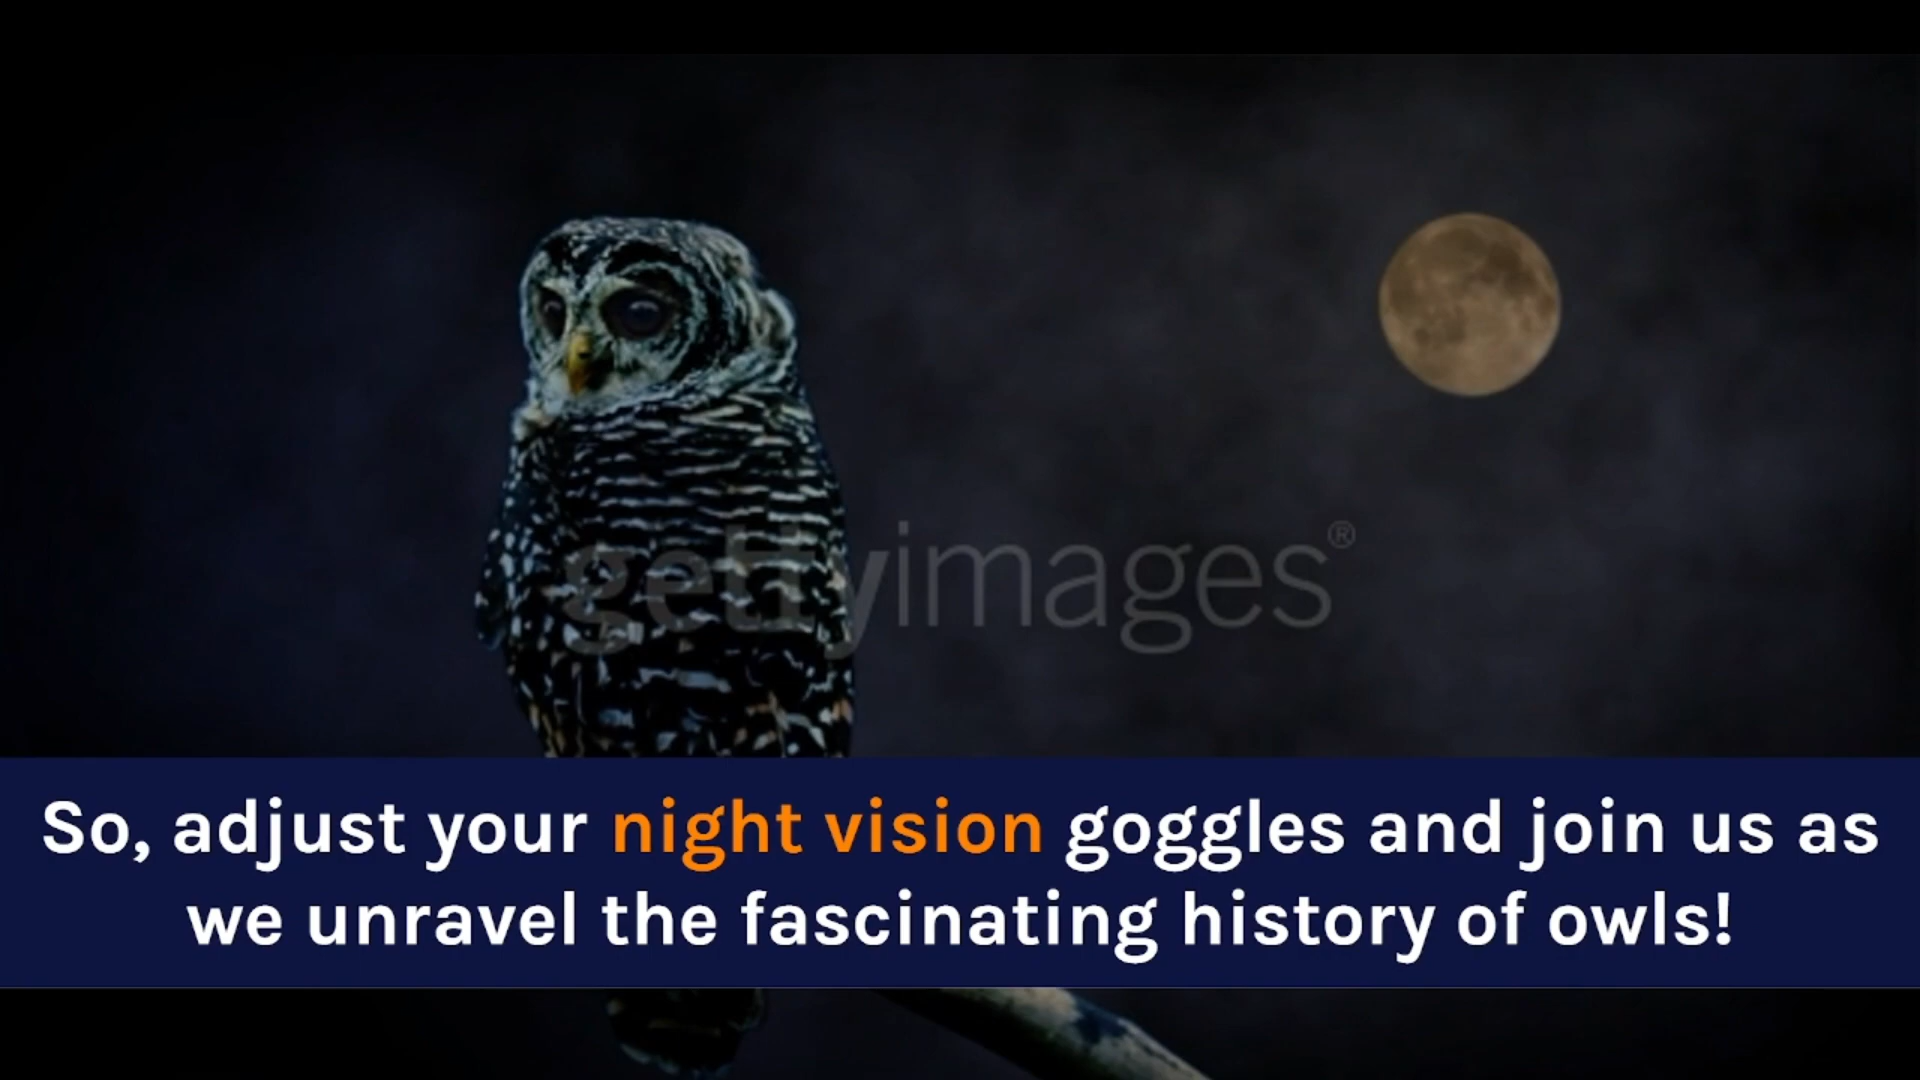 gettyimages®
So, adjust your night vision goggles and join us as
we unravel the fascinating history of owls!